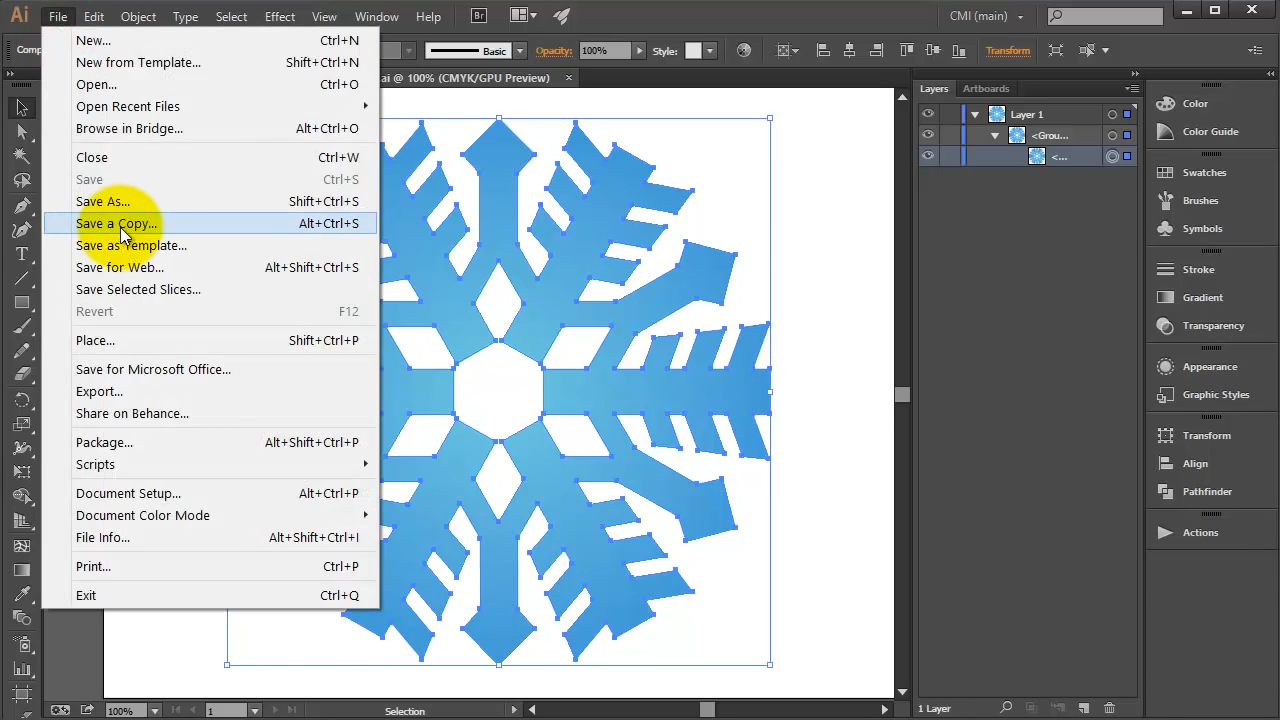 Ai File Edit Object Type Select Effect View Window Help Br CMI (main)
Comp Basic Opacity: 100% Style: Transform
ai @ 100% (CMYK/GPU Preview) ×
New... Ctrl+N
New from Template... Shift+Ctrl+N
Open... Ctrl+O
Open Recent Files
Browse in Bridge... Alt+Ctrl+O
Close Ctrl+W
Save Ctrl+S
Save As... Shift+Ctrl+S
Save a Copy... Alt+Ctrl+S
Save as Template...
Save for Web... Alt+Shift+Ctrl+S
Save Selected Slices...
Revert F12
Place... Shift+Ctrl+P
Save for Microsoft Office...
Export...
Share on Behance...
Package... Alt+Shift+Ctrl+P
Scripts
Document Setup... Alt+Ctrl+P
Document Color Mode
File Info... Alt+Shift+Ctrl+I
Print... Ctrl+P
Exit Ctrl+Q
Layers Artboards
Layer 1
<Grou...
<...
Color
Color Guide
Swatches
Brushes
Symbols
Stroke
Gradient
Transparency
Appearance
Graphic Styles
Transform
Align
Pathfinder
Actions
100% 1 Selection
1 Layer